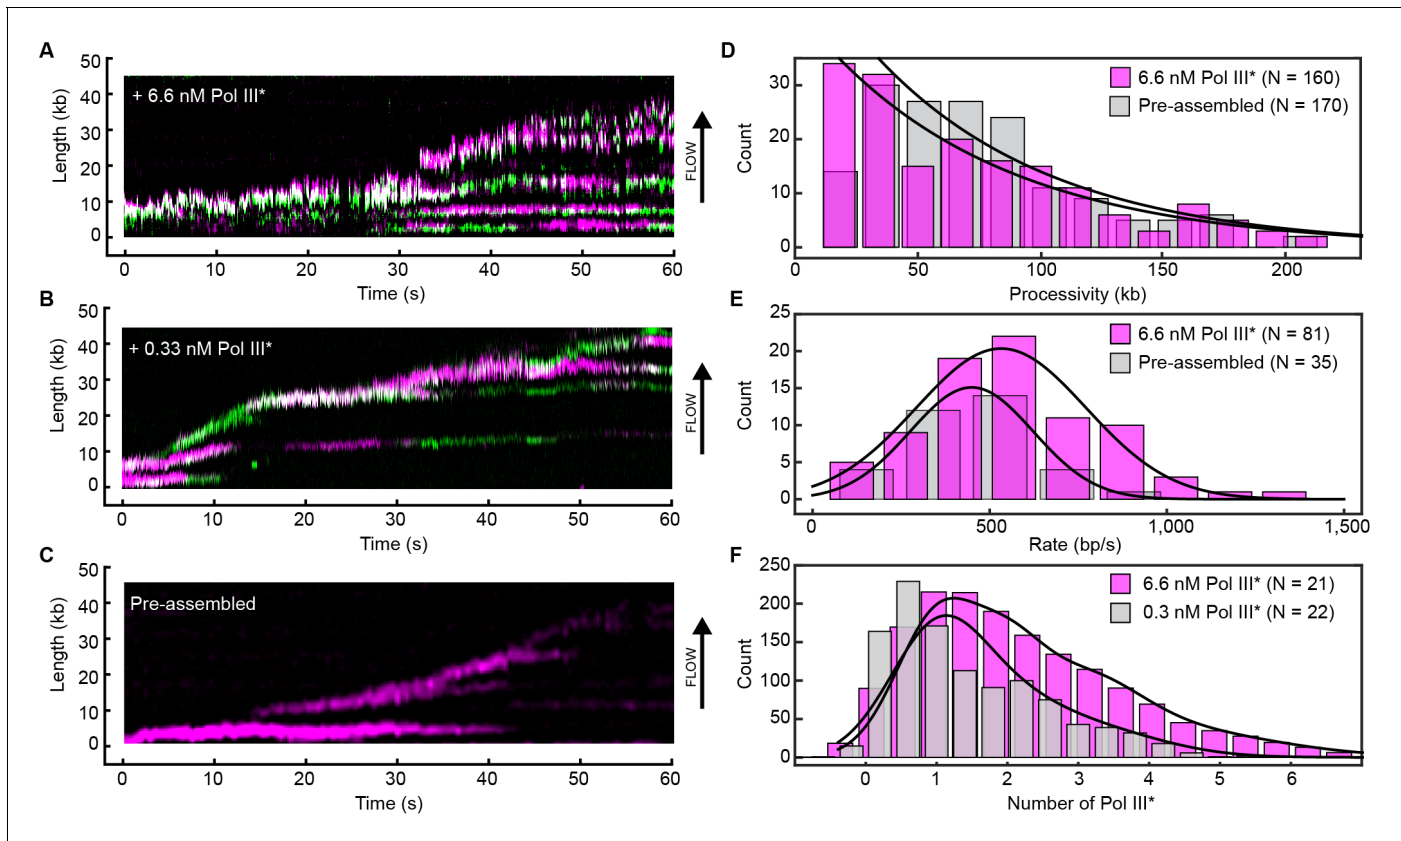 A
50
40
30
20
10
0
Length (kb)
+ 6.6 nM Pol III*
FLOW
0
10
20
30
40
50
60
Time (s)
B
50
40
30
20
10
0
Length (kb)
+ 0.33 nM Pol III*
FLOW
0
10
20
30
40
50
60
Time (s)
C
50
40
30
20
10
0
Length (kb)
Pre-assembled
FLOW
0
10
20
30
40
50
60
Time (s)
D
30
20
10
0
Count
6.6 nM Pol III* (N = 160)
Pre-assembled (N = 170)
0
50
100
150
200
Processivity (kb)
E
25
20
15
10
5
0
Count
6.6 nM Pol III* (N = 81)
Pre-assembled (N = 35)
0
500
1,000
1,500
Rate (bp/s)
F
250
200
150
100
50
0
Count
6.6 nM Pol III* (N = 21)
0.3 nM Pol III* (N = 22)
0
1
2
3
4
5
6
Number of Pol III*